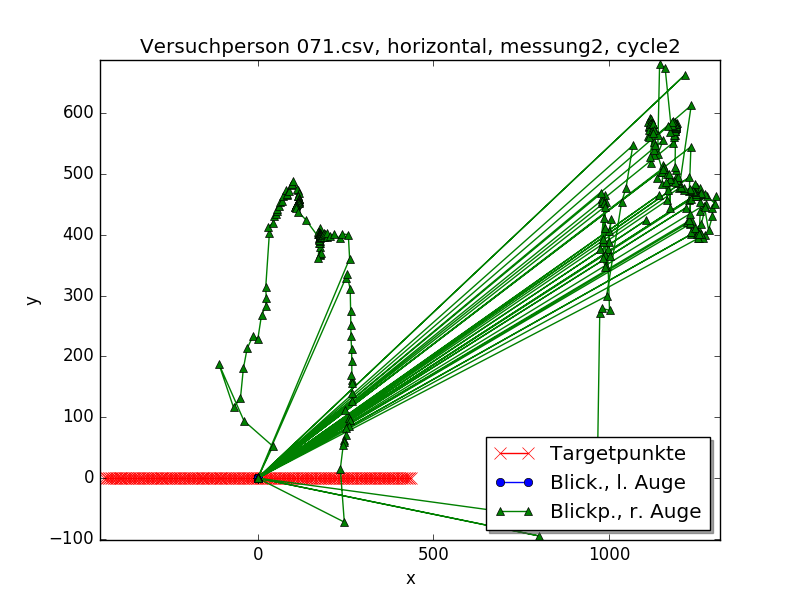 Versuchperson 071.csv, horizontal, messung2, cycle2
600
500
400
300
200
100
0
−100
y
0 500 1000
x
Targetpunkte
Blick., l. Auge
Blickp., r. Auge